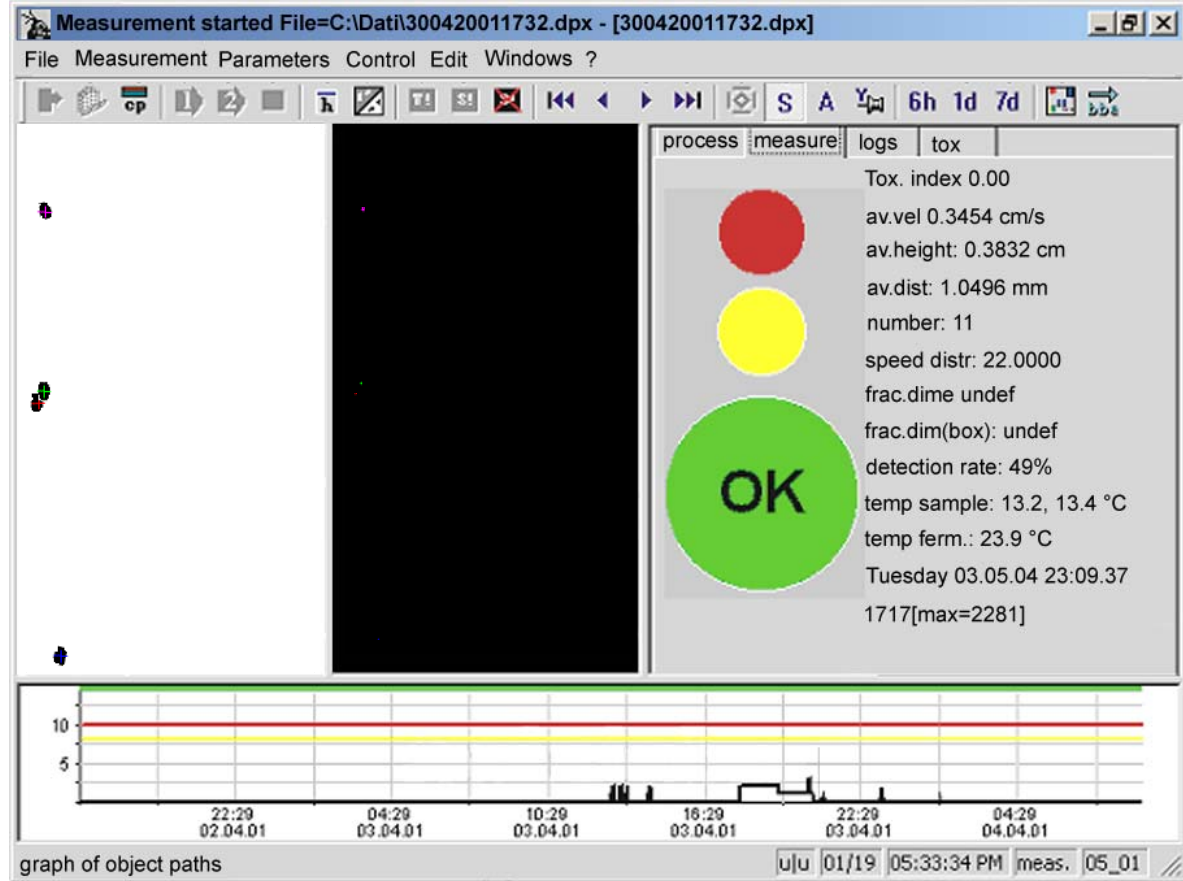 Measurement started File=C:\Dati\300420011732.dpx - [300420011732.dpx]
File Measurement Parameters Control Edit Windows ?
cp 1 2 h T! S! S A Y 6h 1d 7d bbe
process measure logs tox
Tox. index 0.00
av.vel 0.3454 cm/s
av.height: 0.3832 cm
av.dist: 1.0496 mm
number: 11
speed distr: 22.0000
frac.dime undef
frac.dim(box): undef
detection rate: 49%
OK
temp sample: 13.2, 13.4 °C
temp ferm.: 23.9 °C
Tuesday 03.05.04 23:09.37
1717[max=2281]
10
5
22:29 04:29 10:29 16:29 22:29 04:29
02.04.01 03.04.01 03.04.01 03.04.01 03.04.01 04.04.01
graph of object paths u|u 01/19 05:33:34 PM meas. 05_01